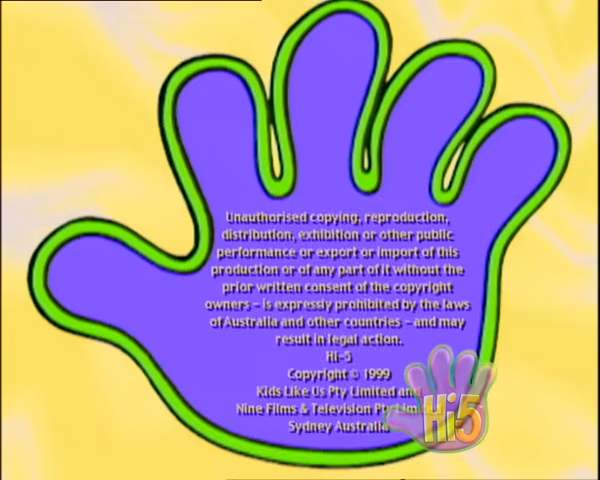 Unauthorised copying, reproduction,
distribution, exhibition or other public
performance or export or import of this
production or of any part of it without the
prior written consent of the copyright
owners – is expressly prohibited by the laws
of Australia and other countries – and may
result in legal action.
Hi-5
Copyright © 1999
Kids Like Us Pty Limited and
Nine Films & Television Pty Limited
Sydney Australia
Hi5